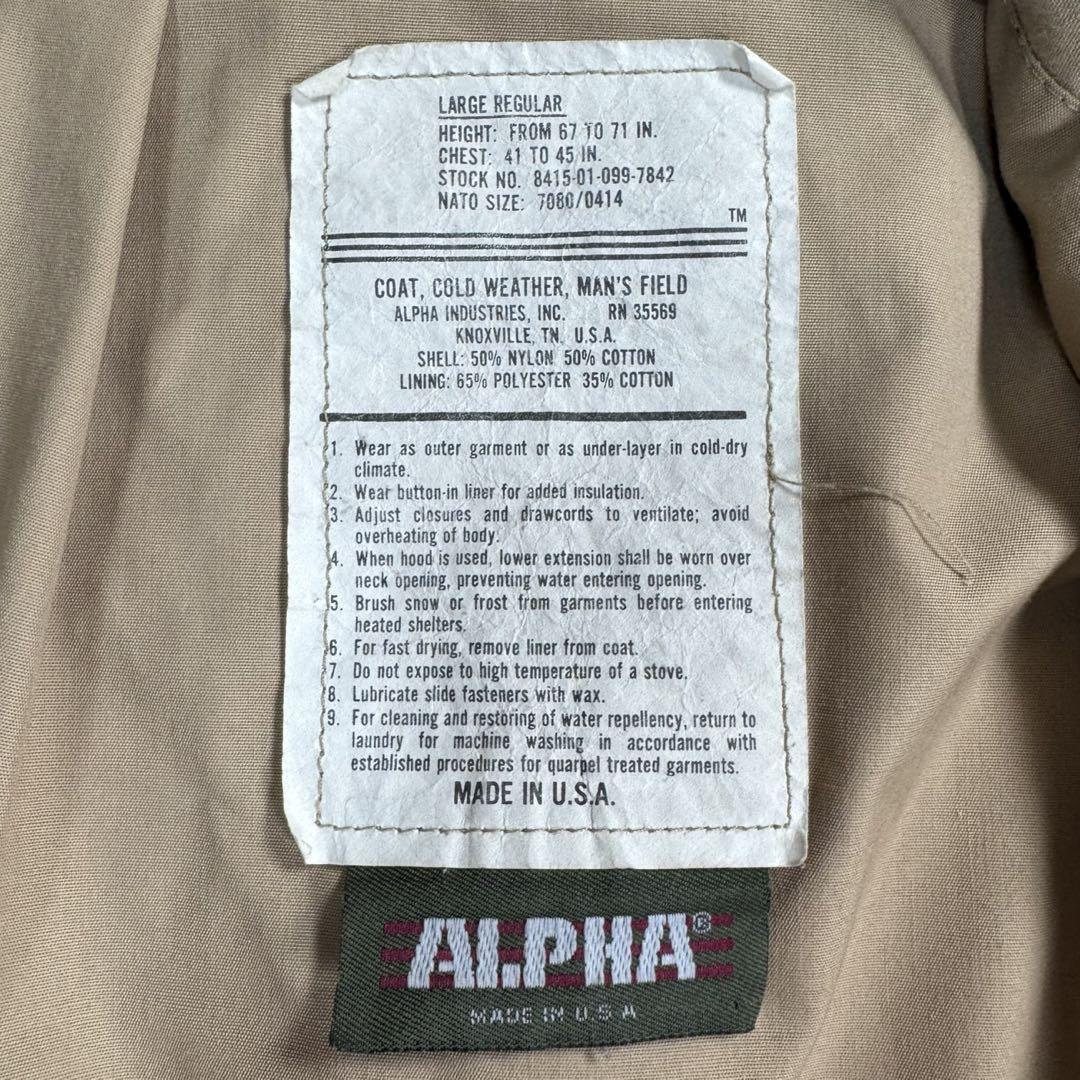 LARGE REGULAR
HEIGHT: FROM 67 TO 71 IN.
CHEST: 41 TO 45 IN.
STOCK NO. 8415-01-099-7842
NATO SIZE: 7080/0414
TM
COAT, COLD WEATHER, MAN'S FIELD
ALPHA INDUSTRIES, INC. RN 35569
KNOXVILLE, TN. U.S.A.
SHELL: 50% NYLON 50% COTTON
LINING: 65% POLYESTER 35% COTTON
1. Wear as outer garment or as under-layer in cold-dry
climate.
2. Wear button-in liner for added insulation.
3. Adjust closures and drawcords to ventilate; avoid
overheating of body.
4. When hood is used, lower extension shall be worn over
neck opening, preventing water entering opening.
5. Brush snow or frost from garments before entering
heated shelters.
6. For fast drying, remove liner from coat.
7. Do not expose to high temperature of a stove.
8. Lubricate slide fasteners with wax.
9. For cleaning and restoring of water repellency, return to
laundry for machine washing in accordance with
established procedures for quarpel treated garments.
MADE IN U.S.A.
ALPHA®
MADE IN U.S.A